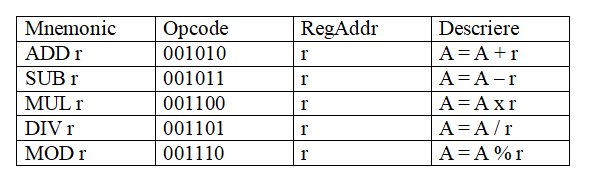 Mnemonic Opcode RegAddr Descriere
ADD r 001010 r A = A + r
SUB r 001011 r A = A – r
MUL r 001100 r A = A x r
DIV r 001101 r A = A / r
MOD r 001110 r A = A % r